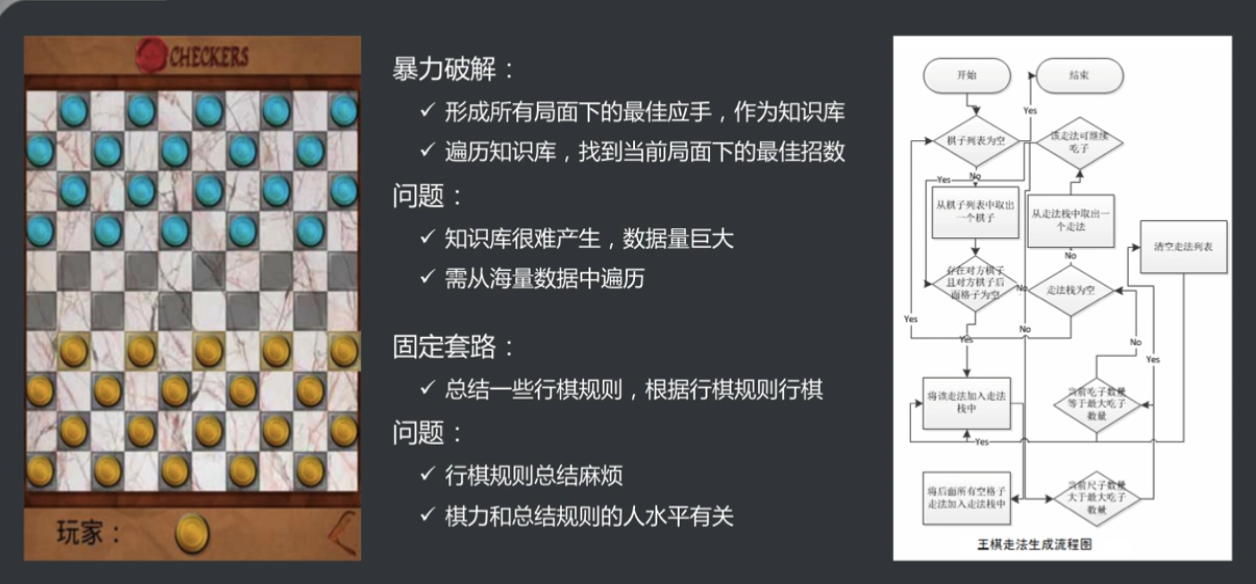 CHECKERS
玩家：
暴力破解：
✓ 形成所有局面下的最佳应手，作为知识库
✓ 遍历知识库，找到当前局面下的最佳招数
问题：
✓ 知识库很难产生，数据量巨大
✓ 需从海量数据中遍历
固定套路：
✓ 总结一些行棋规则，根据行棋规则行棋
问题：
✓ 行棋规则总结麻烦
✓ 棋力和总结规则的人水平有关
开始
结束
Yes
棋子列表为空
该走法可继续
吃子
Yes
No
从棋子列表中取出
一个棋子
从走法栈中取出一
个走法
清空走法列表
No
存在对方棋子
且对方棋子后
面格子为空
No
走法栈为空
Yes
No
Yes
No
Yes
将该走法加入走法
栈中
当前吃子数量
等于最大吃子
数量
Yes
将后面所有空格子
走法加入走法栈中
当前尺子数量
大于最大吃子
数量
王棋走法生成流程图